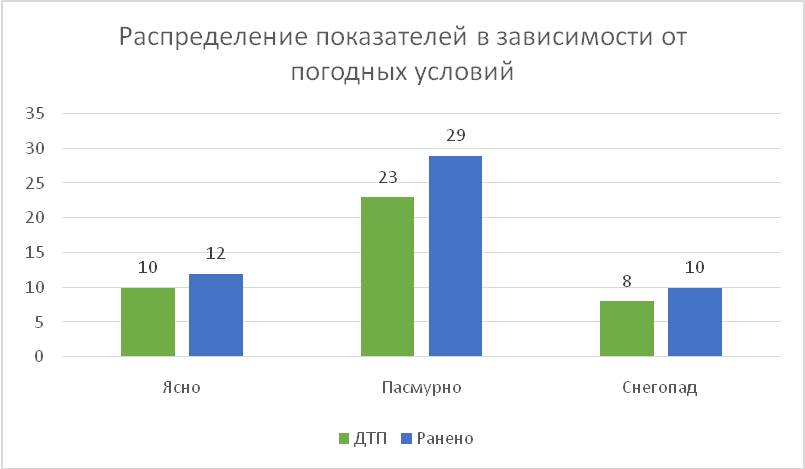 Распределение показателей в зависимости от
погодных условий
35
30
25
20
15
10
5
0
10
12
23
29
8
10
Ясно
Пасмурно
Снегопад
ДТП
Ранено